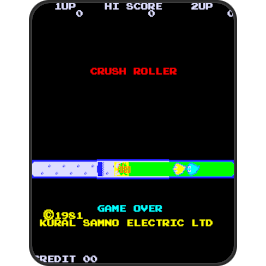 1UP HI SCORE 2UP
0 0 0
CRUSH ROLLER
GAME OVER
©1981
KURAL SAMNO ELECTRIC LTD
CREDIT 00